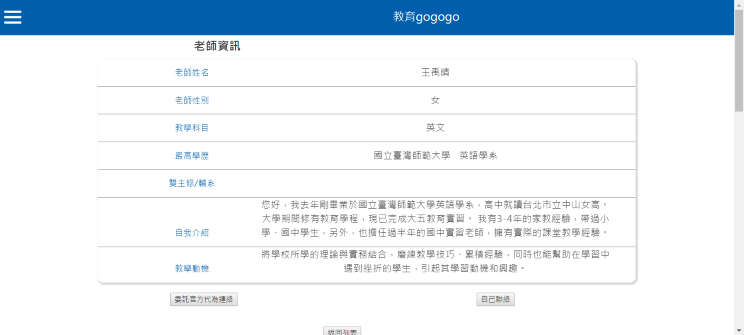 教育gogogo
老師資訊
老師姓名 王禹晴
老師性別 女
教學科目 英文
最高學歷 國立臺灣師範大學 英語學系
雙主修/輔系
您好，我去年剛畢業於國立臺灣師範大學英語學系，高中就讀台北市立中山女高。
大學期間修有教育學程，現已完成大五教育實習。 我有3-4年的家教經驗，帶過小
自我介紹 學、國中學生，另外，也擔任過半年的國中實習老師，擁有實際的課堂教學經驗。
將學校所學的理論與實務結合，磨練教學技巧、累積經驗，同時也能幫助在學習中
教學動機 遇到挫折的學生，引起其學習動機和興趣。
委託官方代為連絡 自己聯絡
返回列表